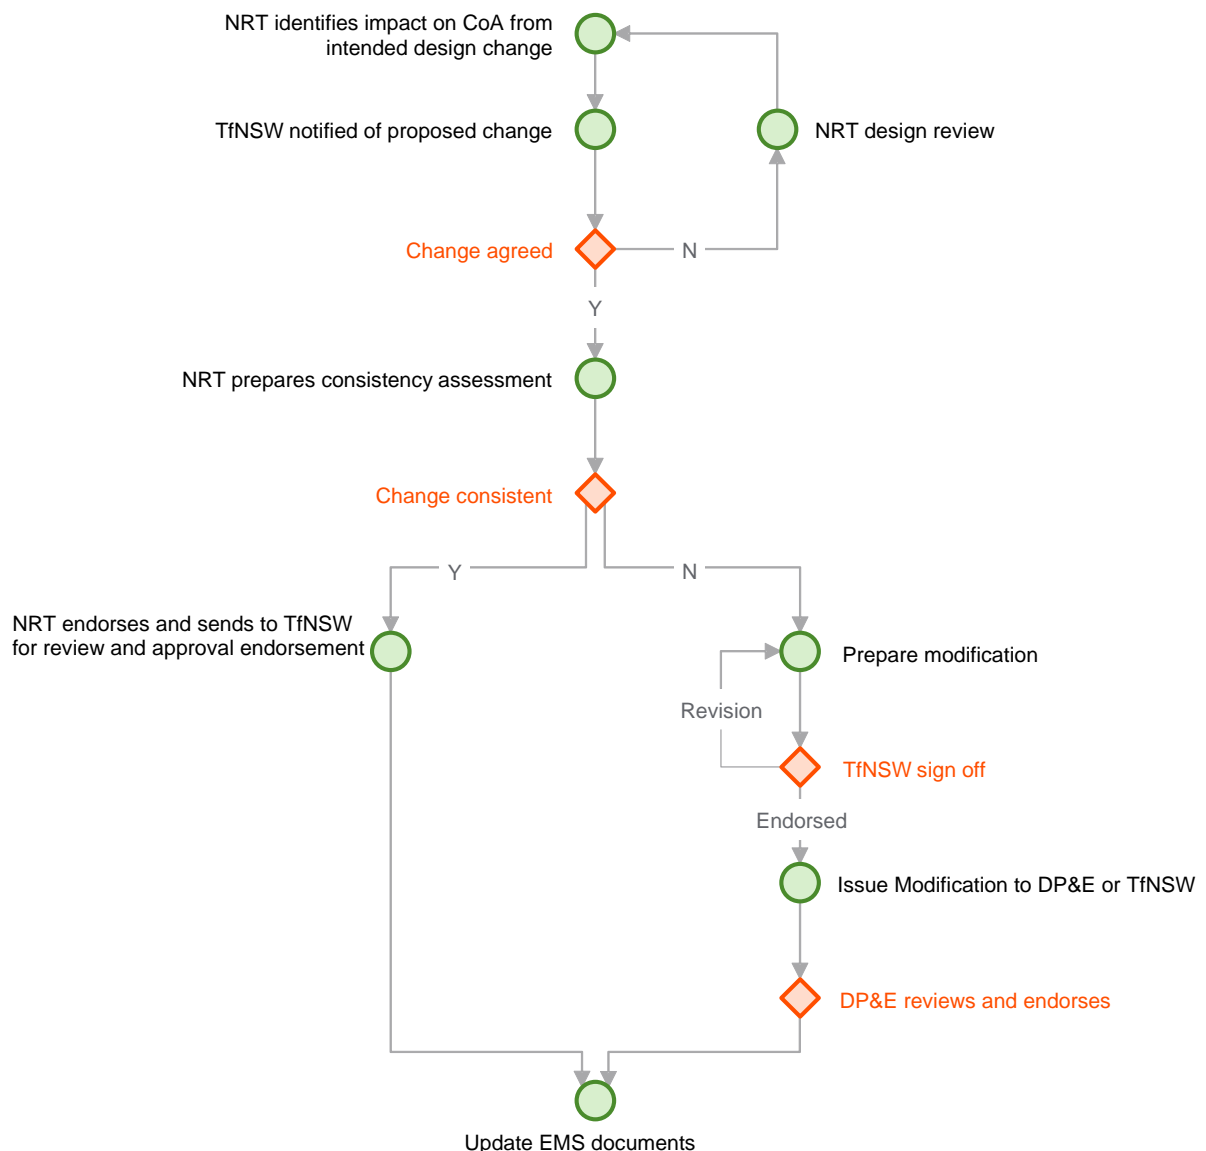 NRT identifies impact on CoA from
intended design change
TfNSW notified of proposed change
NRT design review
Change agreed
N
Y
NRT prepares consistency assessment
Change consistent
Y
N
NRT endorses and sends to TfNSW
for review and approval endorsement
Prepare modification
Revision
TfNSW sign off
Endorsed
Issue Modification to DP&E or TfNSW
DP&E reviews and endorses
Update EMS documents